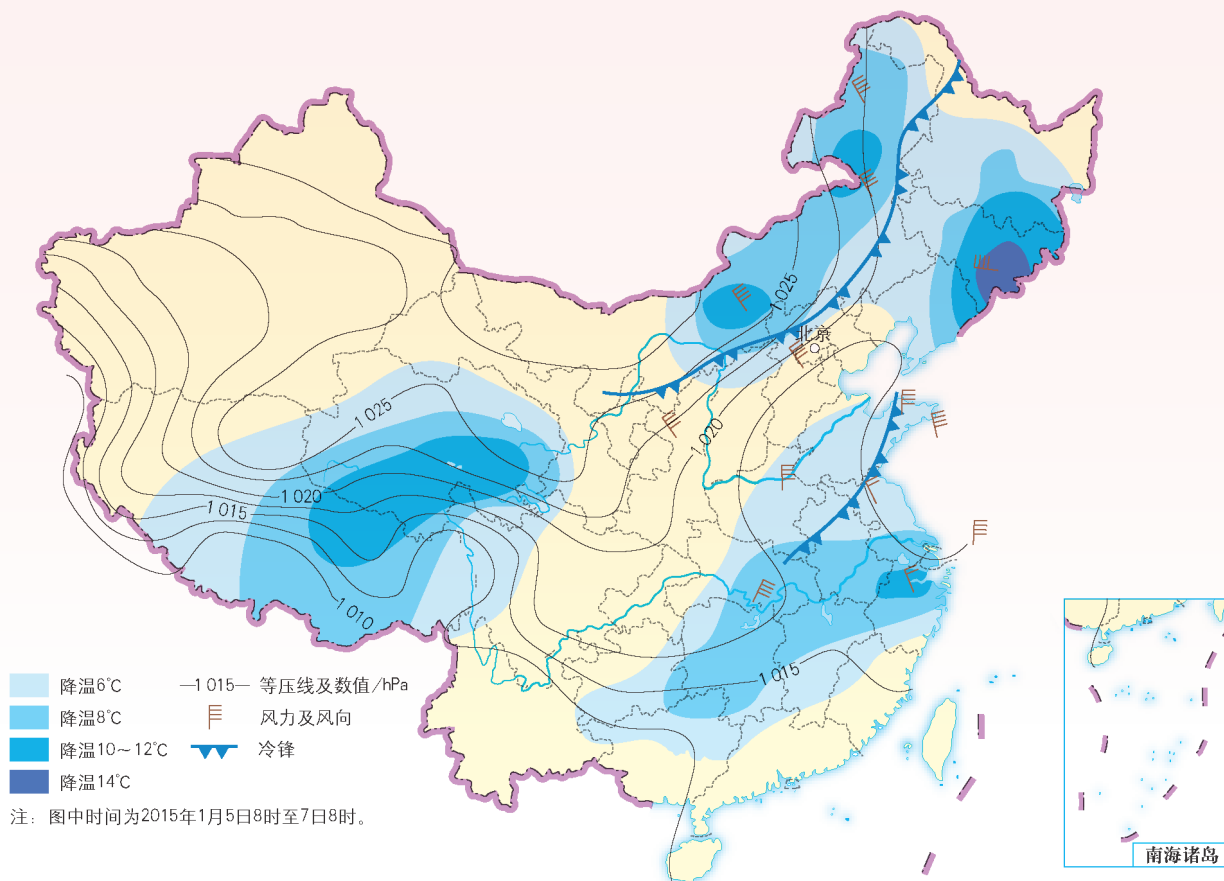 1 025
北京
1 020
1 025
1 020
1 015
1 010
1 015
降温6℃
—1 015— 等压线及数值/hPa
降温8℃
风力及风向
降温10～12℃
冷锋
降温14℃
注：图中时间为2015年1月5日8时至7日8时。
南海诸岛